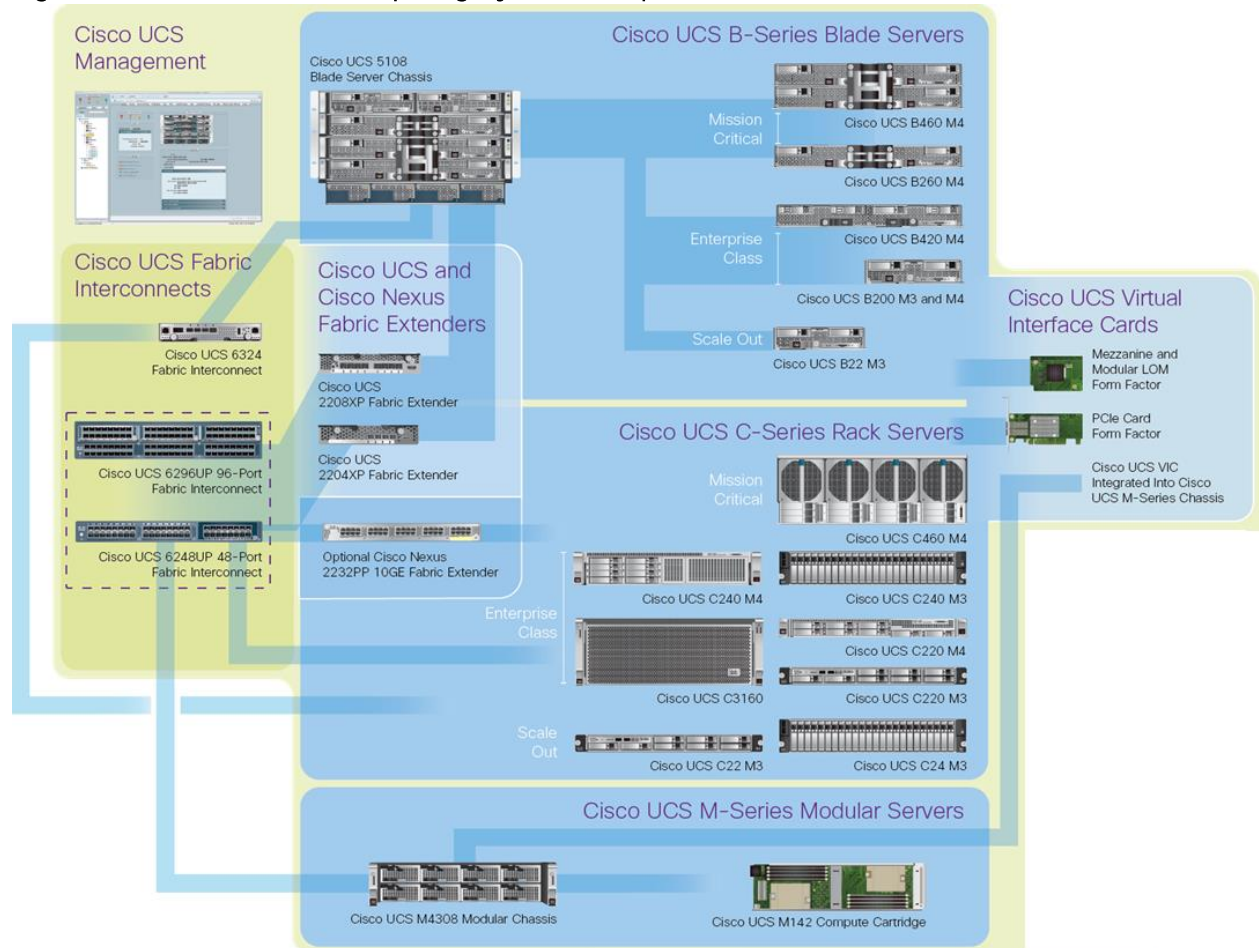 Cisco UCS
Management
Cisco UCS 5108
Blade Server Chassis
Cisco UCS B-Series Blade Servers
Mission
Critical
Cisco UCS B460 M4
Cisco UCS B260 M4
Enterprise
Class
Cisco UCS B420 M4
Cisco UCS B200 M3 and M4
Scale Out
Cisco UCS B22 M3
Cisco UCS Fabric
Interconnects
Cisco UCS 6324
Fabric Interconnect
Cisco UCS 6296UP 96-Port
Fabric Interconnect
Cisco UCS 6248UP 48-Port
Fabric Interconnect
Cisco UCS and
Cisco Nexus
Fabric Extenders
Cisco UCS
2208XP Fabric Extender
Cisco UCS
2204XP Fabric Extender
Optional Cisco Nexus
2232PP 10GE Fabric Extender
Cisco UCS Virtual
Interface Cards
Mezzanine and
Modular LOM
Form Factor
PCIe Card
Form Factor
Cisco UCS VIC
Integrated Into Cisco
UCS M-Series Chassis
Cisco UCS C-Series Rack Servers
Mission
Critical
Cisco UCS C460 M4
Enterprise
Class
Cisco UCS C240 M4
Cisco UCS C240 M3
Cisco UCS C220 M4
Cisco UCS C3160
Cisco UCS C220 M3
Scale
Out
Cisco UCS C22 M3
Cisco UCS C24 M3
Cisco UCS M-Series Modular Servers
Cisco UCS M4308 Modular Chassis
Cisco UCS M142 Compute Cartridge